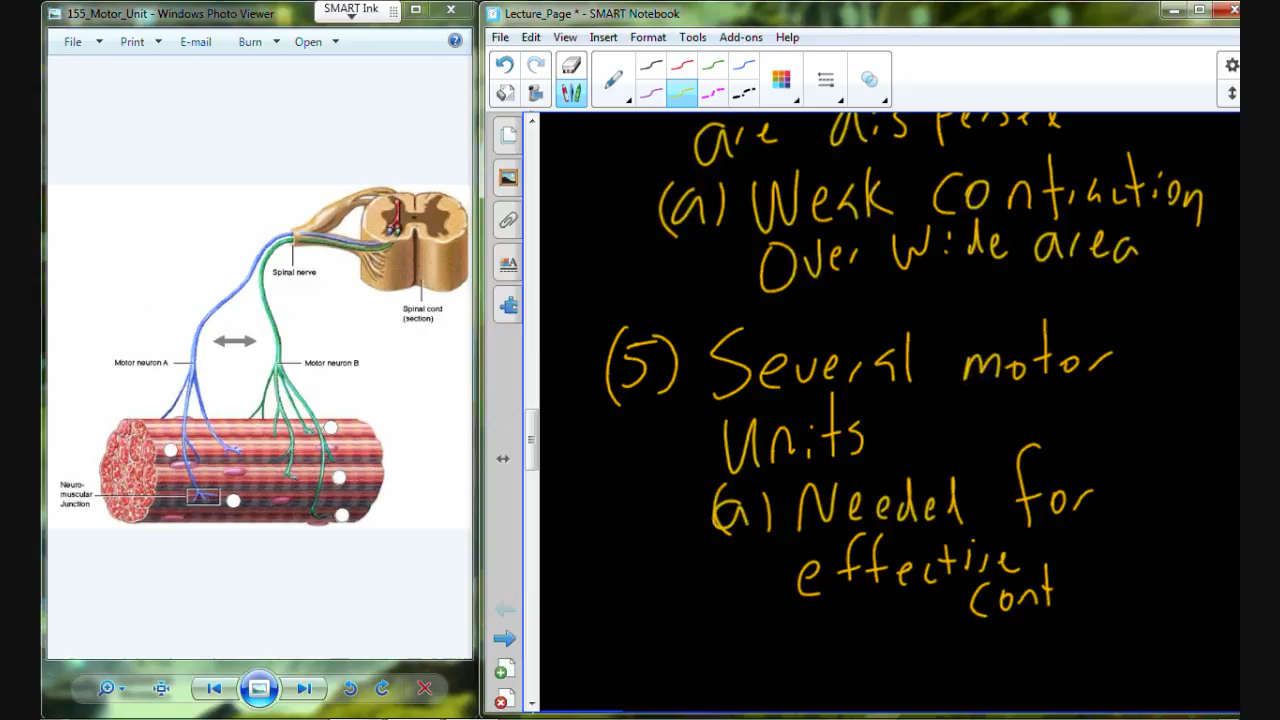 155_Motor_Unit - Windows Photo Viewer
SMART Ink
File Print E-mail Burn Open
Spinal nerve
Spinal cord
(section)
Motor neuron A
Motor neuron B
Neuro-
muscular
Junction
Lecture_Page * - SMART Notebook
File Edit View Insert Format Tools Add-ons Help
are dispersed
(a) Weak contraction
Over wide area
(5) Several motor
Units
(a) Needed for
effective
cont